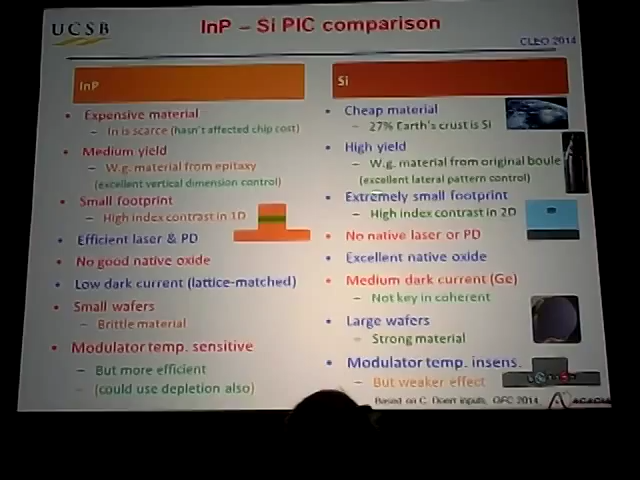 UCSB
InP – Si PIC comparison
CLEO 2014
InP
• Expensive material
– In is scarce (hasn't affected chip cost)
• Medium yield
– W.g. material from epitaxy
(excellent vertical dimension control)
• Small footprint
– High index contrast in 1D
• Efficient laser & PD
• No good native oxide
• Low dark current (lattice-matched)
• Small wafers
– Brittle material
• Modulator temp. sensitive
– But more efficient
– (could use depletion also)
Si
• Cheap material
– 27% Earth's crust is Si
• High yield
– W.g. material from original boule
(excellent lateral pattern control)
• Extremely small footprint
– High index contrast in 2D
• No native laser or PD
• Excellent native oxide
• Medium dark current (Ge)
– Not key in coherent
• Large wafers
– Strong material
• Modulator temp. insens.
– But weaker effect
Based on C. Doerr inputs, OFC 2014
ACACIA